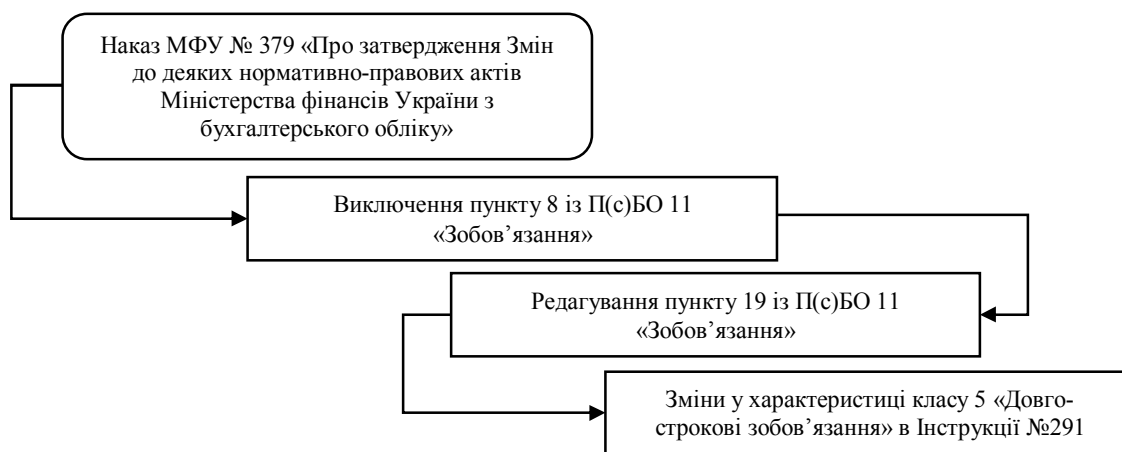 Наказ МФУ № 379 «Про затвердження Змін
до деяких нормативно-правових актів
Міністерства фінансів України з
бухгалтерського обліку»
Виключення пункту 8 із П(с)БО 11
«Зобов’язання»
Редагування пункту 19 із П(с)БО 11
«Зобов’язання»
Зміни у характеристиці класу 5 «Довго-
строкові зобов’язання» в Інструкції №291